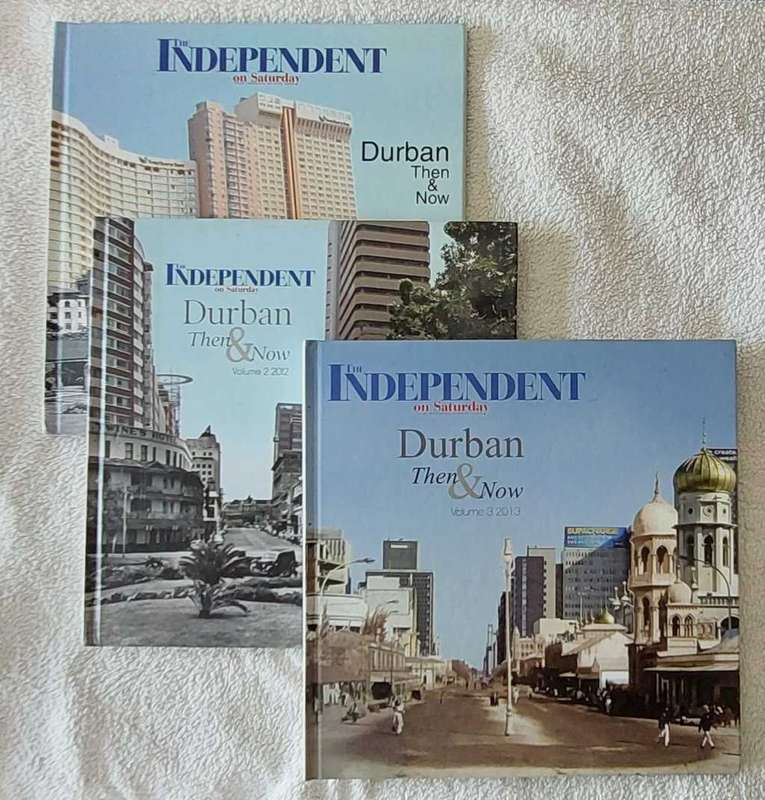 THE
INDEPENDENT
on Saturday
Durban
Then
&
Now
THE
INDEPENDENT
on Saturday
Durban
Then & Now
Volume 2 2012
THE
INDEPENDENT
on Saturday
Durban
Then & Now
Volume 3 2013